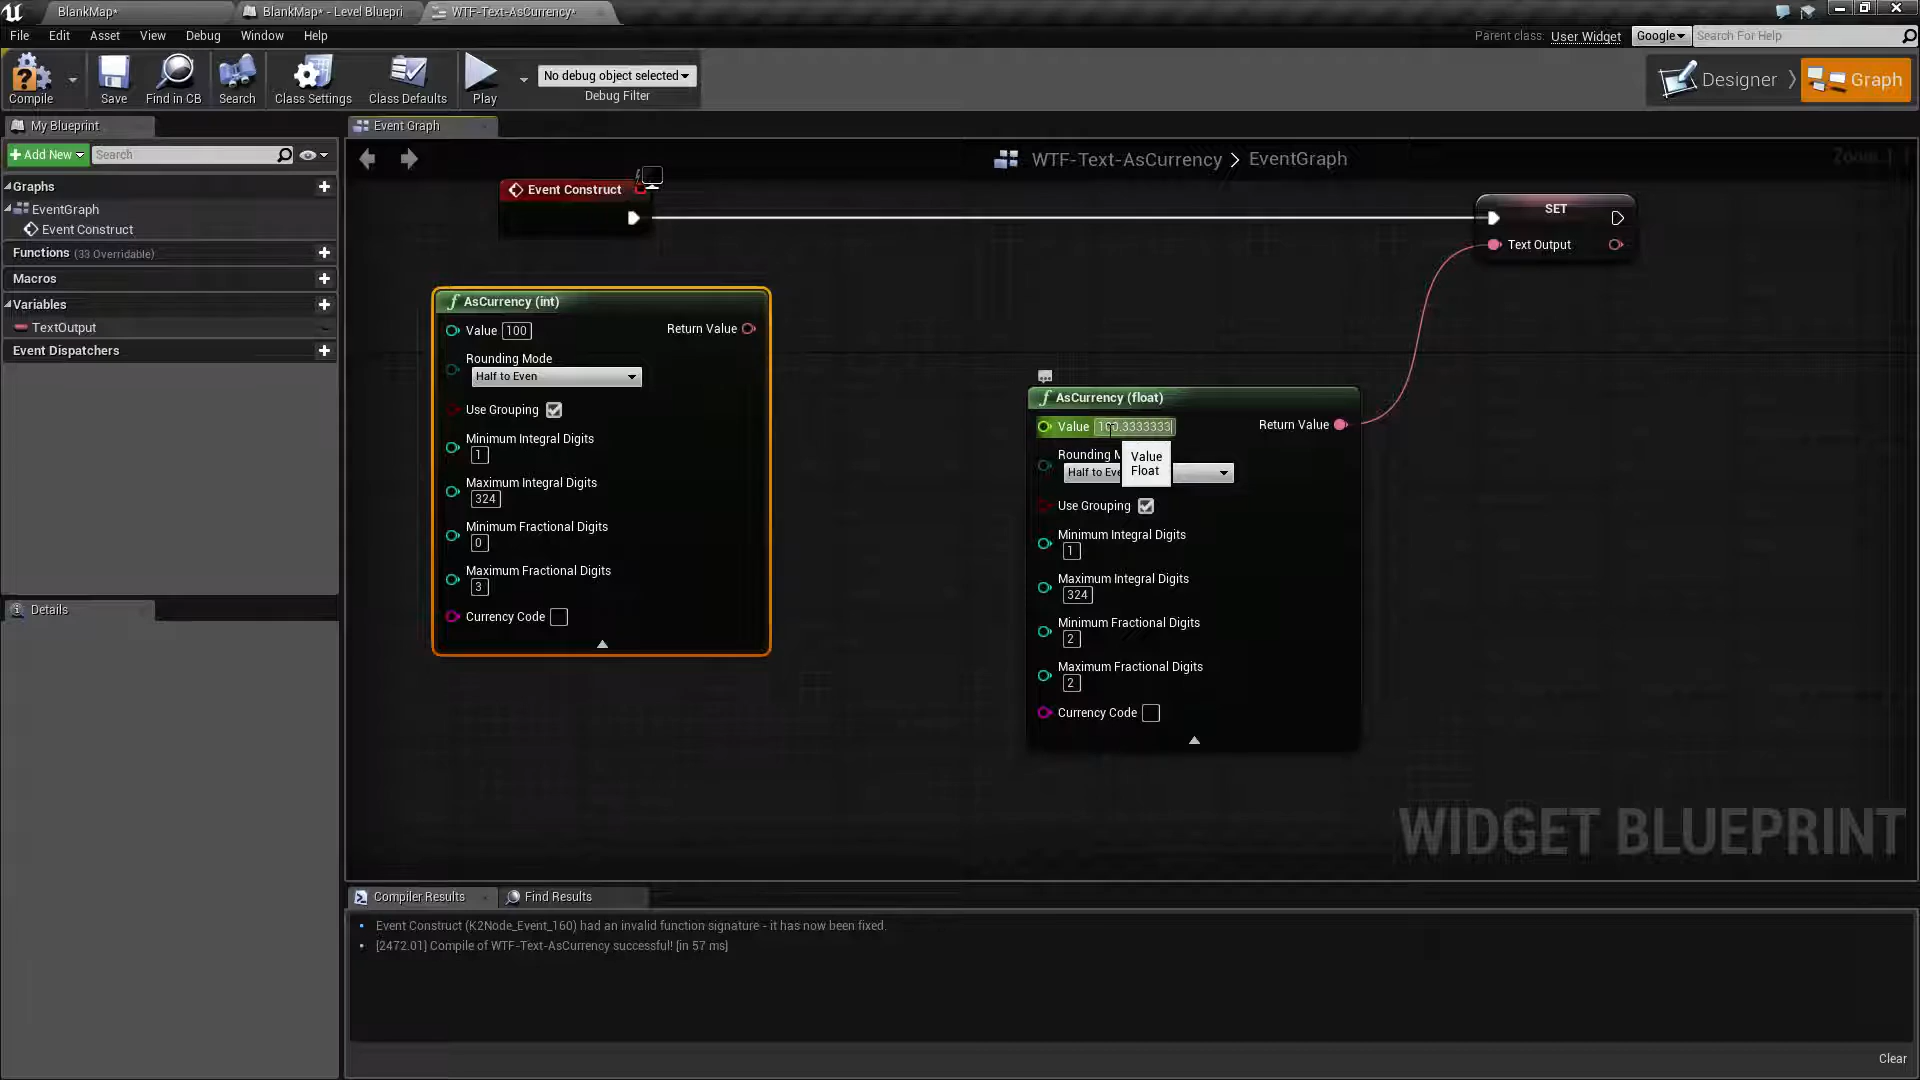 BlankMap*
BlankMap* - Level Bluepri
WTF-Text-AsCurrency*
File Edit Asset View Debug Window Help
Parent class: User Widget Google Search For Help
Compile Save Find in CB Search Class Settings Class Defaults Play
No debug object selected
Debug Filter
Designer Graph
My Blueprint
Add New Search
Graphs
EventGraph
Event Construct
Functions (33 Overridable)
Macros
Variables
TextOutput
Event Dispatchers
Details
Event Graph
WTF-Text-AsCurrency > EventGraph
Event Construct
SET
Text Output
AsCurrency (int)
Value 100 Return Value
Rounding Mode
Half to Even
Use Grouping
Minimum Integral Digits
1
Maximum Integral Digits
324
Minimum Fractional Digits
0
Maximum Fractional Digits
3
Currency Code
AsCurrency (float)
Value 100.3333333 Return Value
Rounding M
Half to Eve
Value
Float
Use Grouping
Minimum Integral Digits
1
Maximum Integral Digits
324
Minimum Fractional Digits
2
Maximum Fractional Digits
2
Currency Code
WIDGET BLUEPRINT
Compiler Results
Find Results
Event Construct (K2Node_Event_160) had an invalid function signature - it has now been fixed.
[2472.01] Compile of WTF-Text-AsCurrency successful! [in 57 ms]
Clear